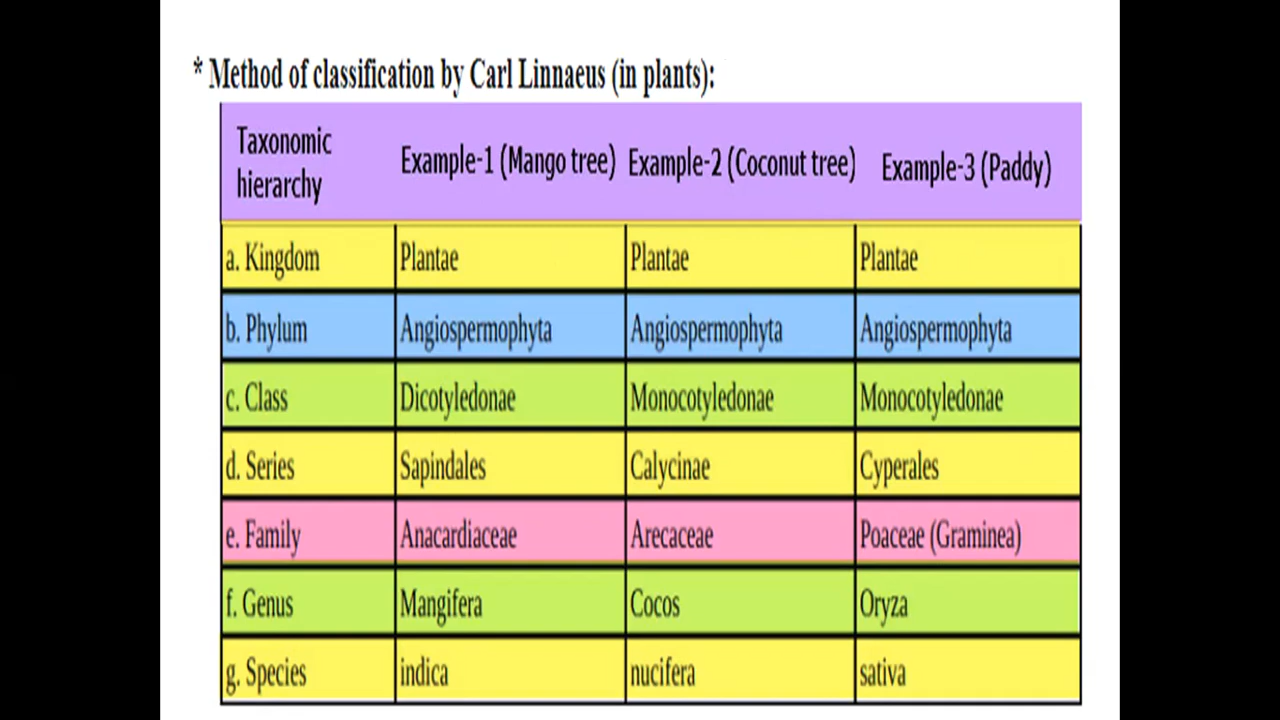 * Method of classification by Carl Linnaeus (in plants):
Taxonomic hierarchy Example-1 (Mango tree) Example-2 (Coconut tree) Example-3 (Paddy)
a. Kingdom Plantae Plantae Plantae
b. Phylum Angiospermophyta Angiospermophyta Angiospermophyta
c. Class Dicotyledonae Monocotyledonae Monocotyledonae
d. Series Sapindales Calycinae Cyperales
e. Family Anacardiaceae Arecaceae Poaceae (Graminea)
f. Genus Mangifera Cocos Oryza
g. Species indica nucifera sativa